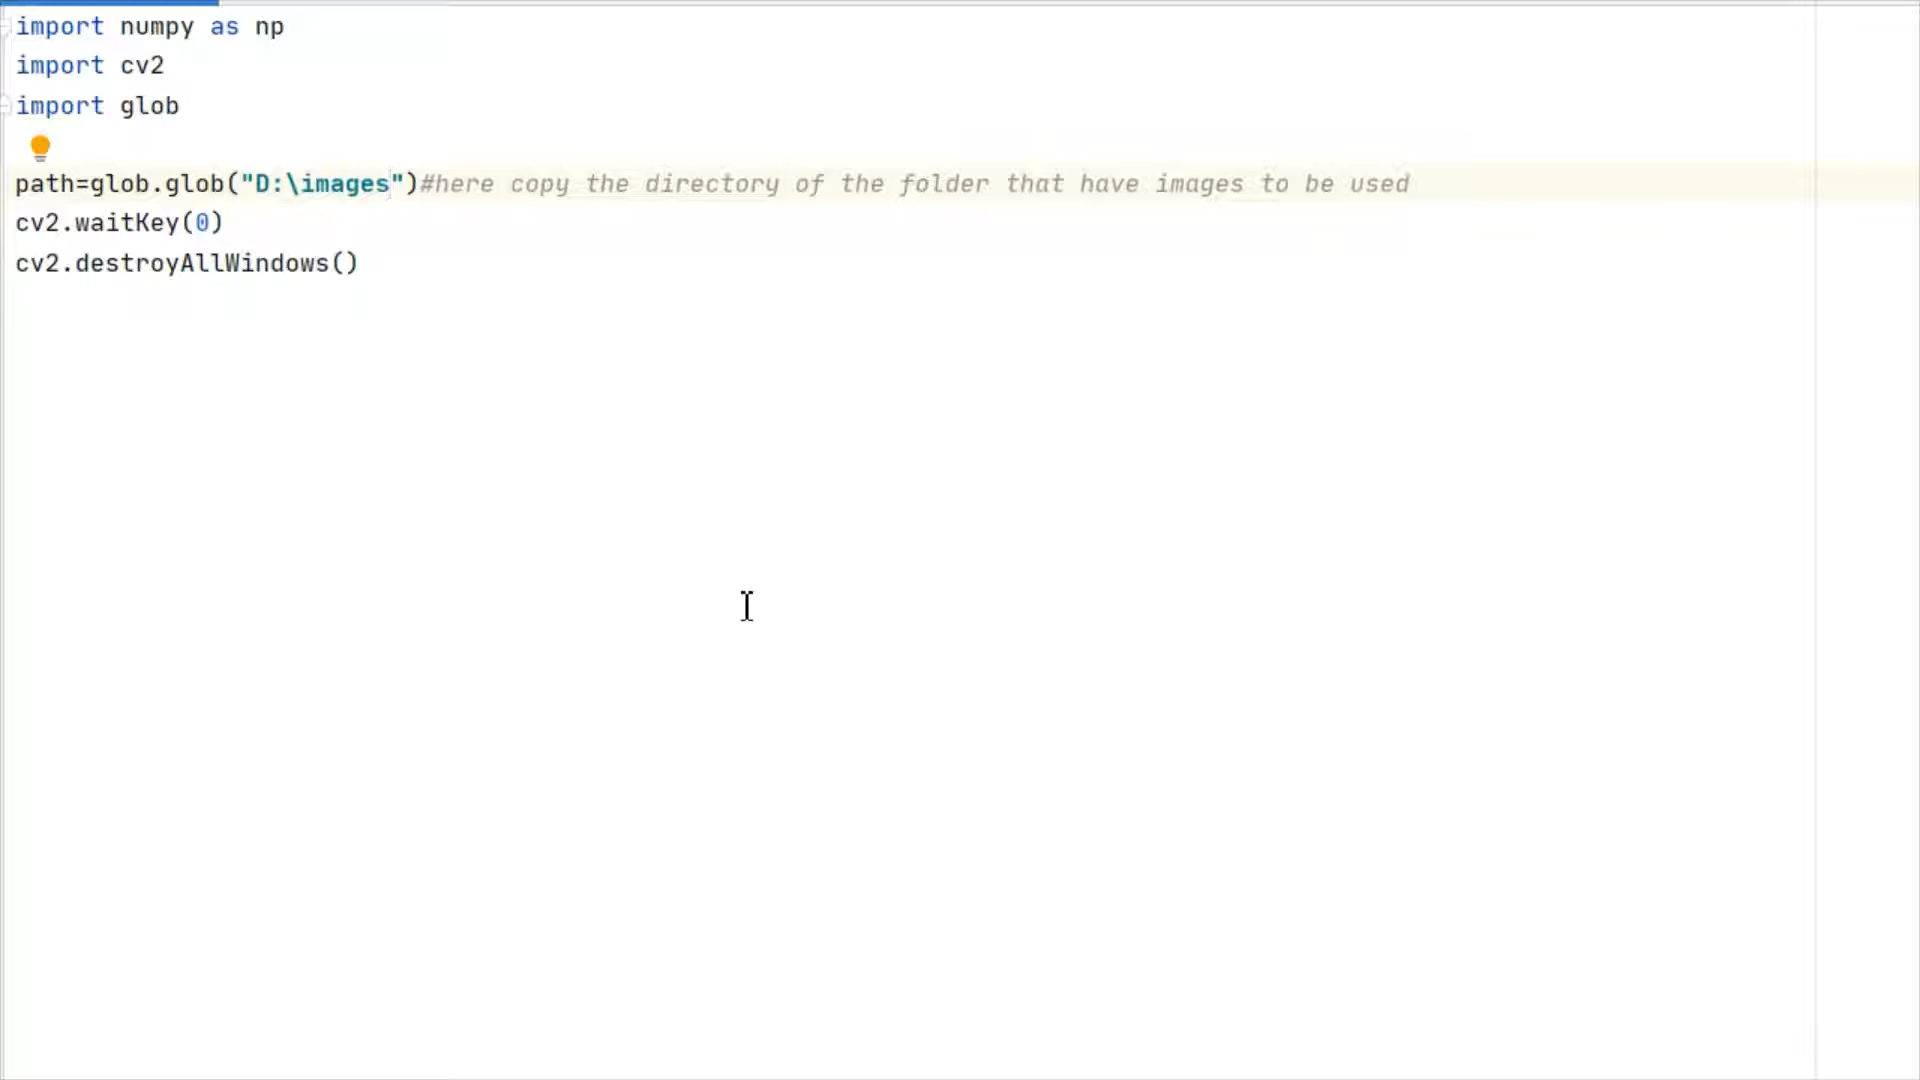 import numpy as np
import cv2
import glob
path=glob.glob("D:\images")#here copy the directory of the folder that have images to be used
cv2.waitKey(0)
cv2.destroyAllWindows()